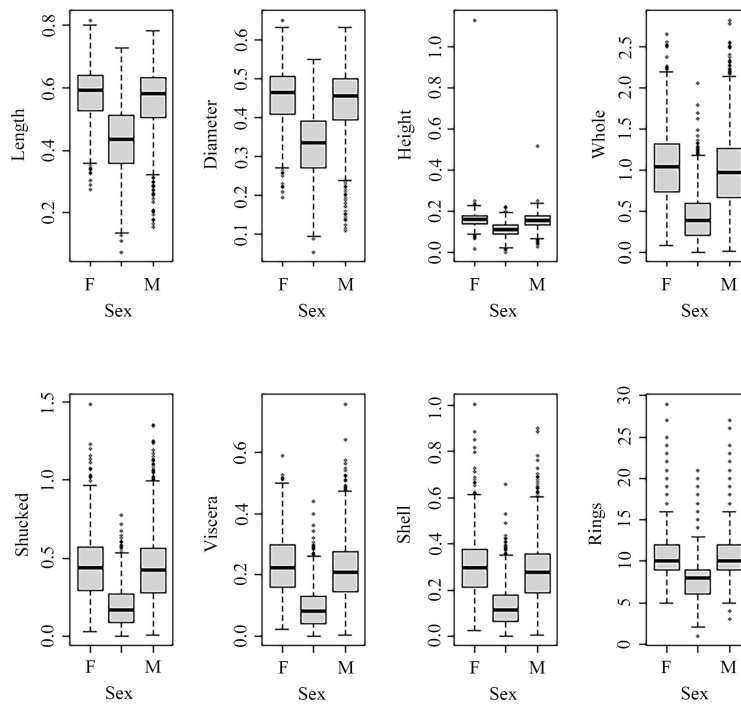 Length
0.2 0.4 0.6 0.8
F M
Sex
Diameter
0.1 0.2 0.3 0.4 0.5 0.6
F M
Sex
Height
0.0 0.2 0.4 0.6 0.8 1.0
F M
Sex
Whole
0.0 0.5 1.0 1.5 2.0 2.5
F M
Sex
Shucked
0.0 0.5 1.0 1.5
F M
Sex
Viscera
0.0 0.2 0.4 0.6
F M
Sex
Shell
0.0 0.2 0.4 0.6 0.8 1.0
F M
Sex
Rings
0 5 10 15 20 25 30
F M
Sex